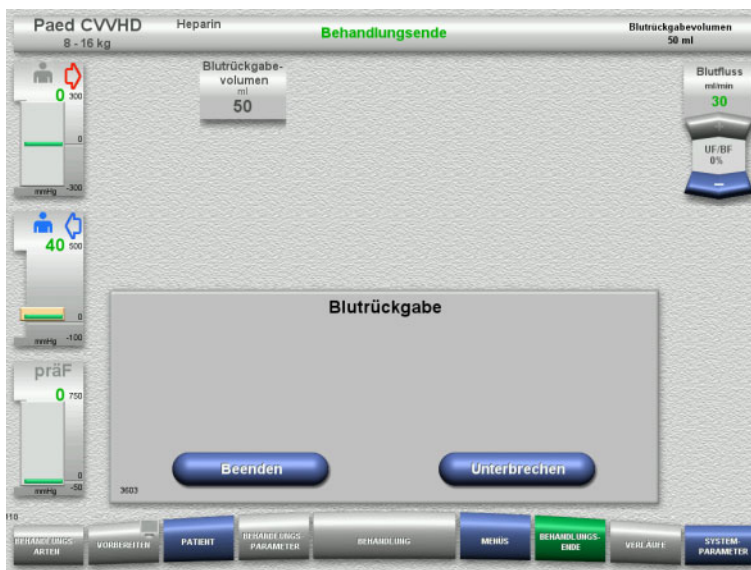 Paed CVVHD
8 - 16 kg
Heparin
Behandlungsende
Blutrückgabevolumen
50 ml
0
300
0
-300
mmHg
Blutrückgabe-
volumen
ml
50
Blutfluss
ml/min
30
+
UF/BF
0%
–
40
500
0
-100
mmHg
präF
0
750
0
-50
mmHg
Blutrückgabe
Beenden
Unterbrechen
3603
BEHANDLUNGS-
ARTEN
VORBEREITEN
PATIENT
BEHANDLUNGS-
PARAMETER
BEHANDLUNG
MENÜS
BEHANDLUNGS-
ENDE
VERLÄUFE
SYSTEM-
PARAMETER